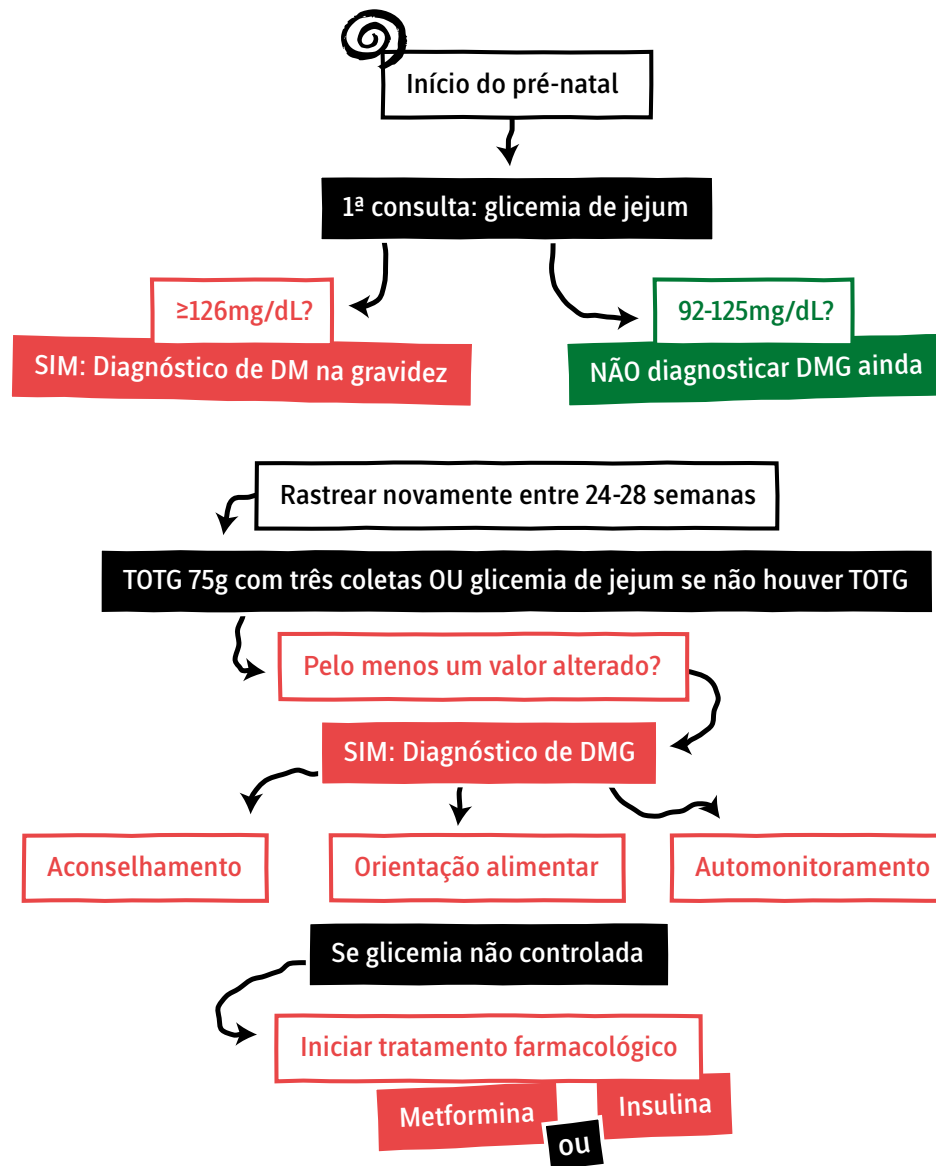 Início do pré-natal
1ª consulta: glicemia de jejum
≥126mg/dL?
SIM: Diagnóstico de DM na gravidez
92-125mg/dL?
NÃO diagnosticar DMG ainda
Rastrear novamente entre 24-28 semanas
TOTG 75g com três coletas OU glicemia de jejum se não houver TOTG
Pelo menos um valor alterado?
SIM: Diagnóstico de DMG
Aconselhamento
Orientação alimentar
Automonitoramento
Se glicemia não controlada
Iniciar tratamento farmacológico
Metformina
ou
Insulina